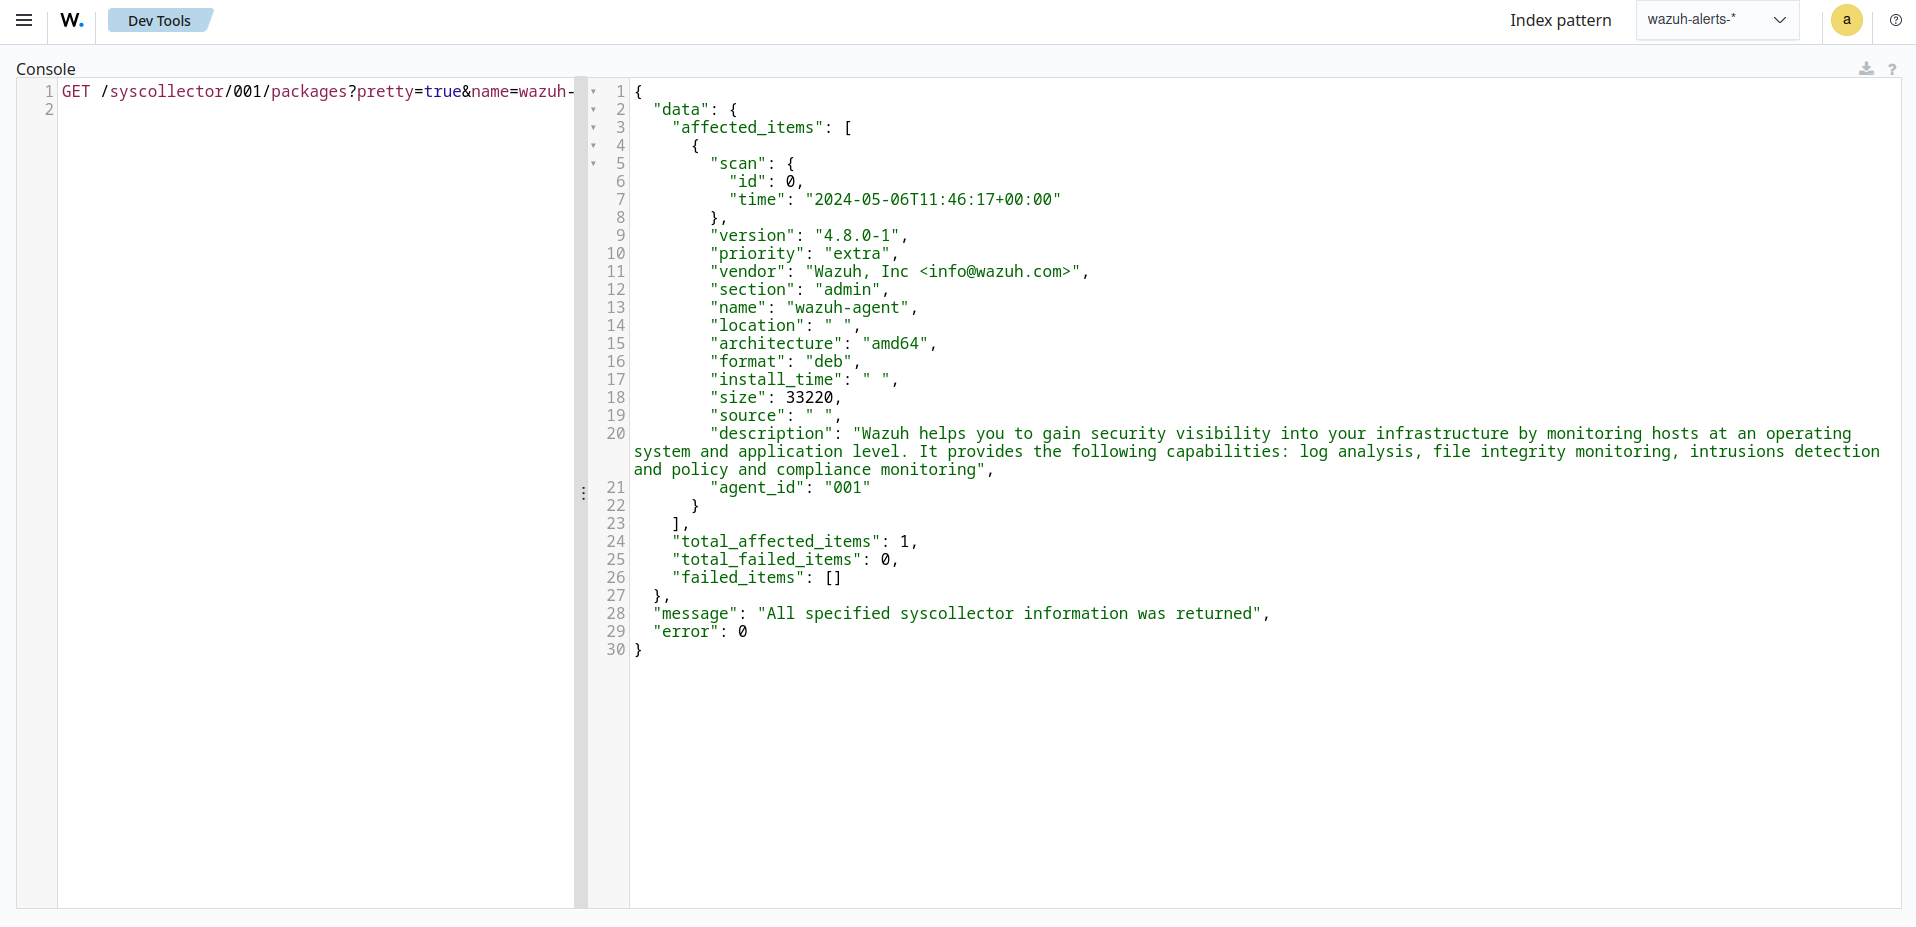 W.
Dev Tools
Index pattern
wazuh-alerts-*
a
?
Console
?
1 GET /syscollector/001/packages?pretty=true&name=wazuh-
2
1 {
2 "data": {
3 "affected_items": [
4 {
5 "scan": {
6 "id": 0,
7 "time": "2024-05-06T11:46:17+00:00"
8 },
9 "version": "4.8.0-1",
10 "priority": "extra",
11 "vendor": "Wazuh, Inc <info@wazuh.com>",
12 "section": "admin",
13 "name": "wazuh-agent",
14 "location": " ",
15 "architecture": "amd64",
16 "format": "deb",
17 "install_time": " ",
18 "size": 33220,
19 "source": " ",
20 "description": "Wazuh helps you to gain security visibility into your infrastructure by monitoring hosts at an operating
system and application level. It provides the following capabilities: log analysis, file integrity monitoring, intrusions detection
and policy and compliance monitoring",
21 "agent_id": "001"
22 }
23 ],
24 "total_affected_items": 1,
25 "total_failed_items": 0,
26 "failed_items": []
27 },
28 "message": "All specified syscollector information was returned",
29 "error": 0
30 }